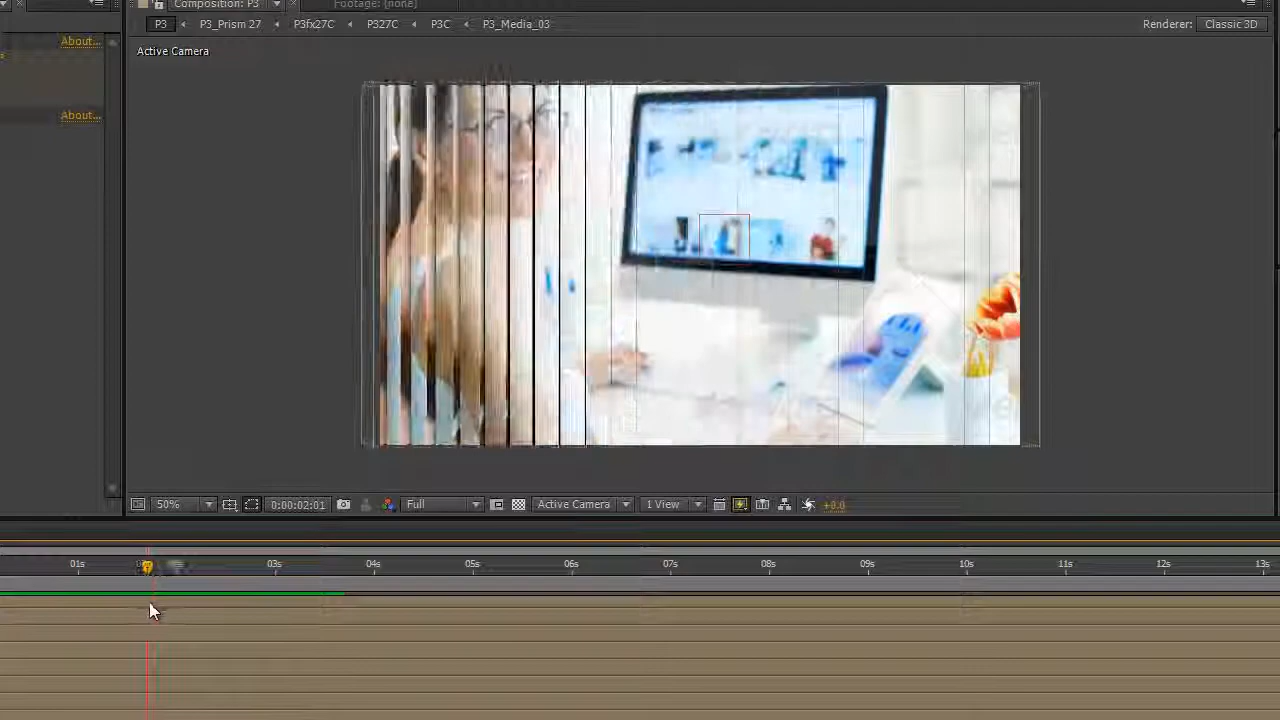 Composition: P3 Footage: (none)
About... P3 P3_Prism 27 P3fx27C P327C P3C P3_Media_03 Renderer: Classic 3D
Active Camera
About...
50% 0:00:02:01 Full Active Camera 1 View +0.0
01s 03s 04s 05s 06s 07s 08s 09s 10s 11s 12s 13s